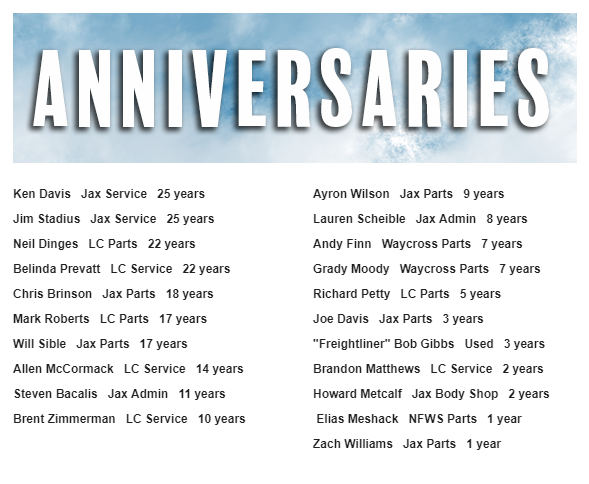 ANNIVERSARIES
Ken Davis Jax Service 25 years
Jim Stadius Jax Service 25 years
Neil Dinges LC Parts 22 years
Belinda Prevatt LC Service 22 years
Chris Brinson Jax Parts 18 years
Mark Roberts LC Parts 17 years
Will Sible Jax Parts 17 years
Allen McCormack LC Service 14 years
Steven Bacalis Jax Admin 11 years
Brent Zimmerman LC Service 10 years
Ayron Wilson Jax Parts 9 years
Lauren Scheible Jax Admin 8 years
Andy Finn Waycross Parts 7 years
Grady Moody Waycross Parts 7 years
Richard Petty LC Parts 5 years
Joe Davis Jax Parts 3 years
"Freightliner" Bob Gibbs Used 3 years
Brandon Matthews LC Service 2 years
Howard Metcalf Jax Body Shop 2 years
Elias Meshack NFWS Parts 1 year
Zach Williams Jax Parts 1 year